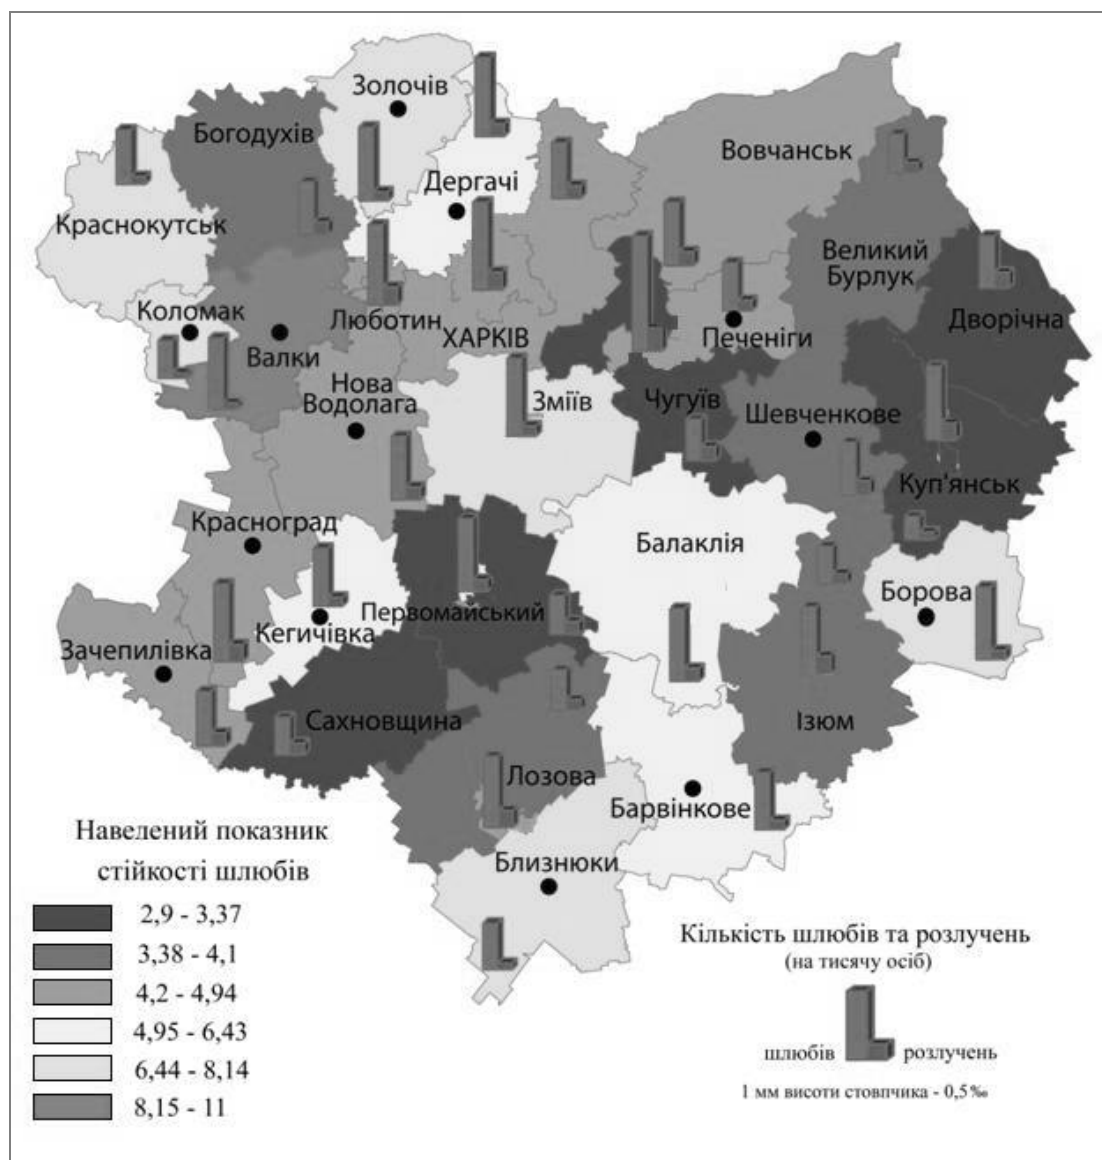 Золочів
Богодухів
Вовчанськ
Дергачі
Краснокутськ
Великий
Бурлук
Коломак
Люботин
ХАРКІВ
Печеніги
Дворічна
Валки
Нова
Водолага
Зміїв
Чугуїв
Шевченкове
Куп'янськ
Красноград
Балаклія
Борова
Первомайський
Кегичівка
Зачепилівка
Сахновщина
Ізюм
Лозова
Барвінкове
Близнюки
Наведений показник
стійкості шлюбів
2,9 - 3,37
3,38 - 4,1
4,2 - 4,94
4,95 - 6,43
6,44 - 8,14
8,15 - 11
Кількість шлюбів та розлучень
(на тисячу осіб)
шлюбів розлучень
1 мм висоти стовпчика - 0,5‰